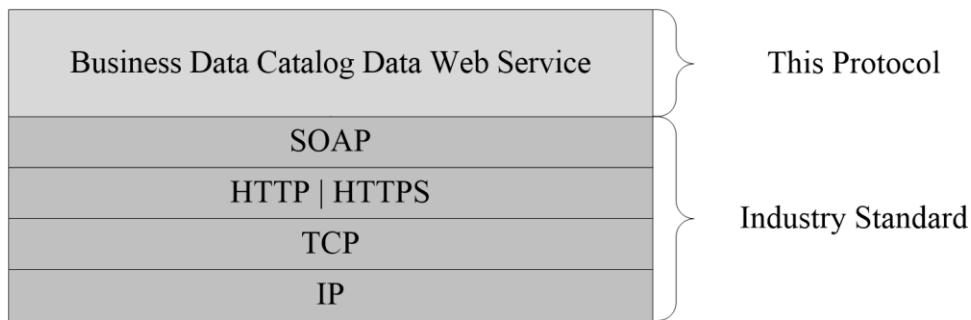 Business Data Catalog Data Web Service
This Protocol
SOAP
HTTP | HTTPS
TCP
IP
Industry Standard